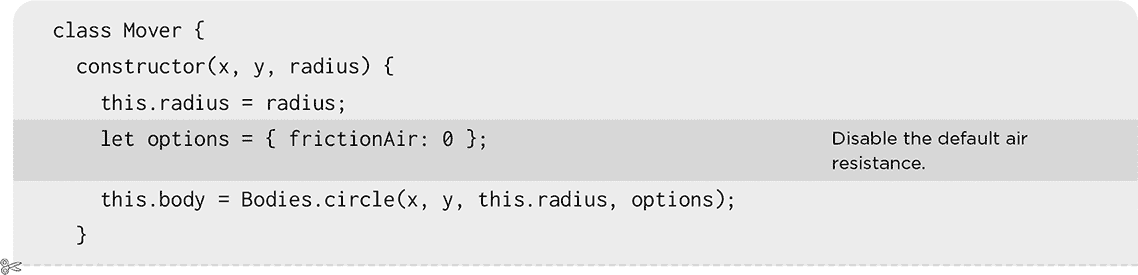 class Mover {
constructor(x, y, radius) {
this.radius = radius;
let options = { frictionAir: 0 };
Disable the default air
resistance.
this.body = Bodies.circle(x, y, this.radius, options);
}